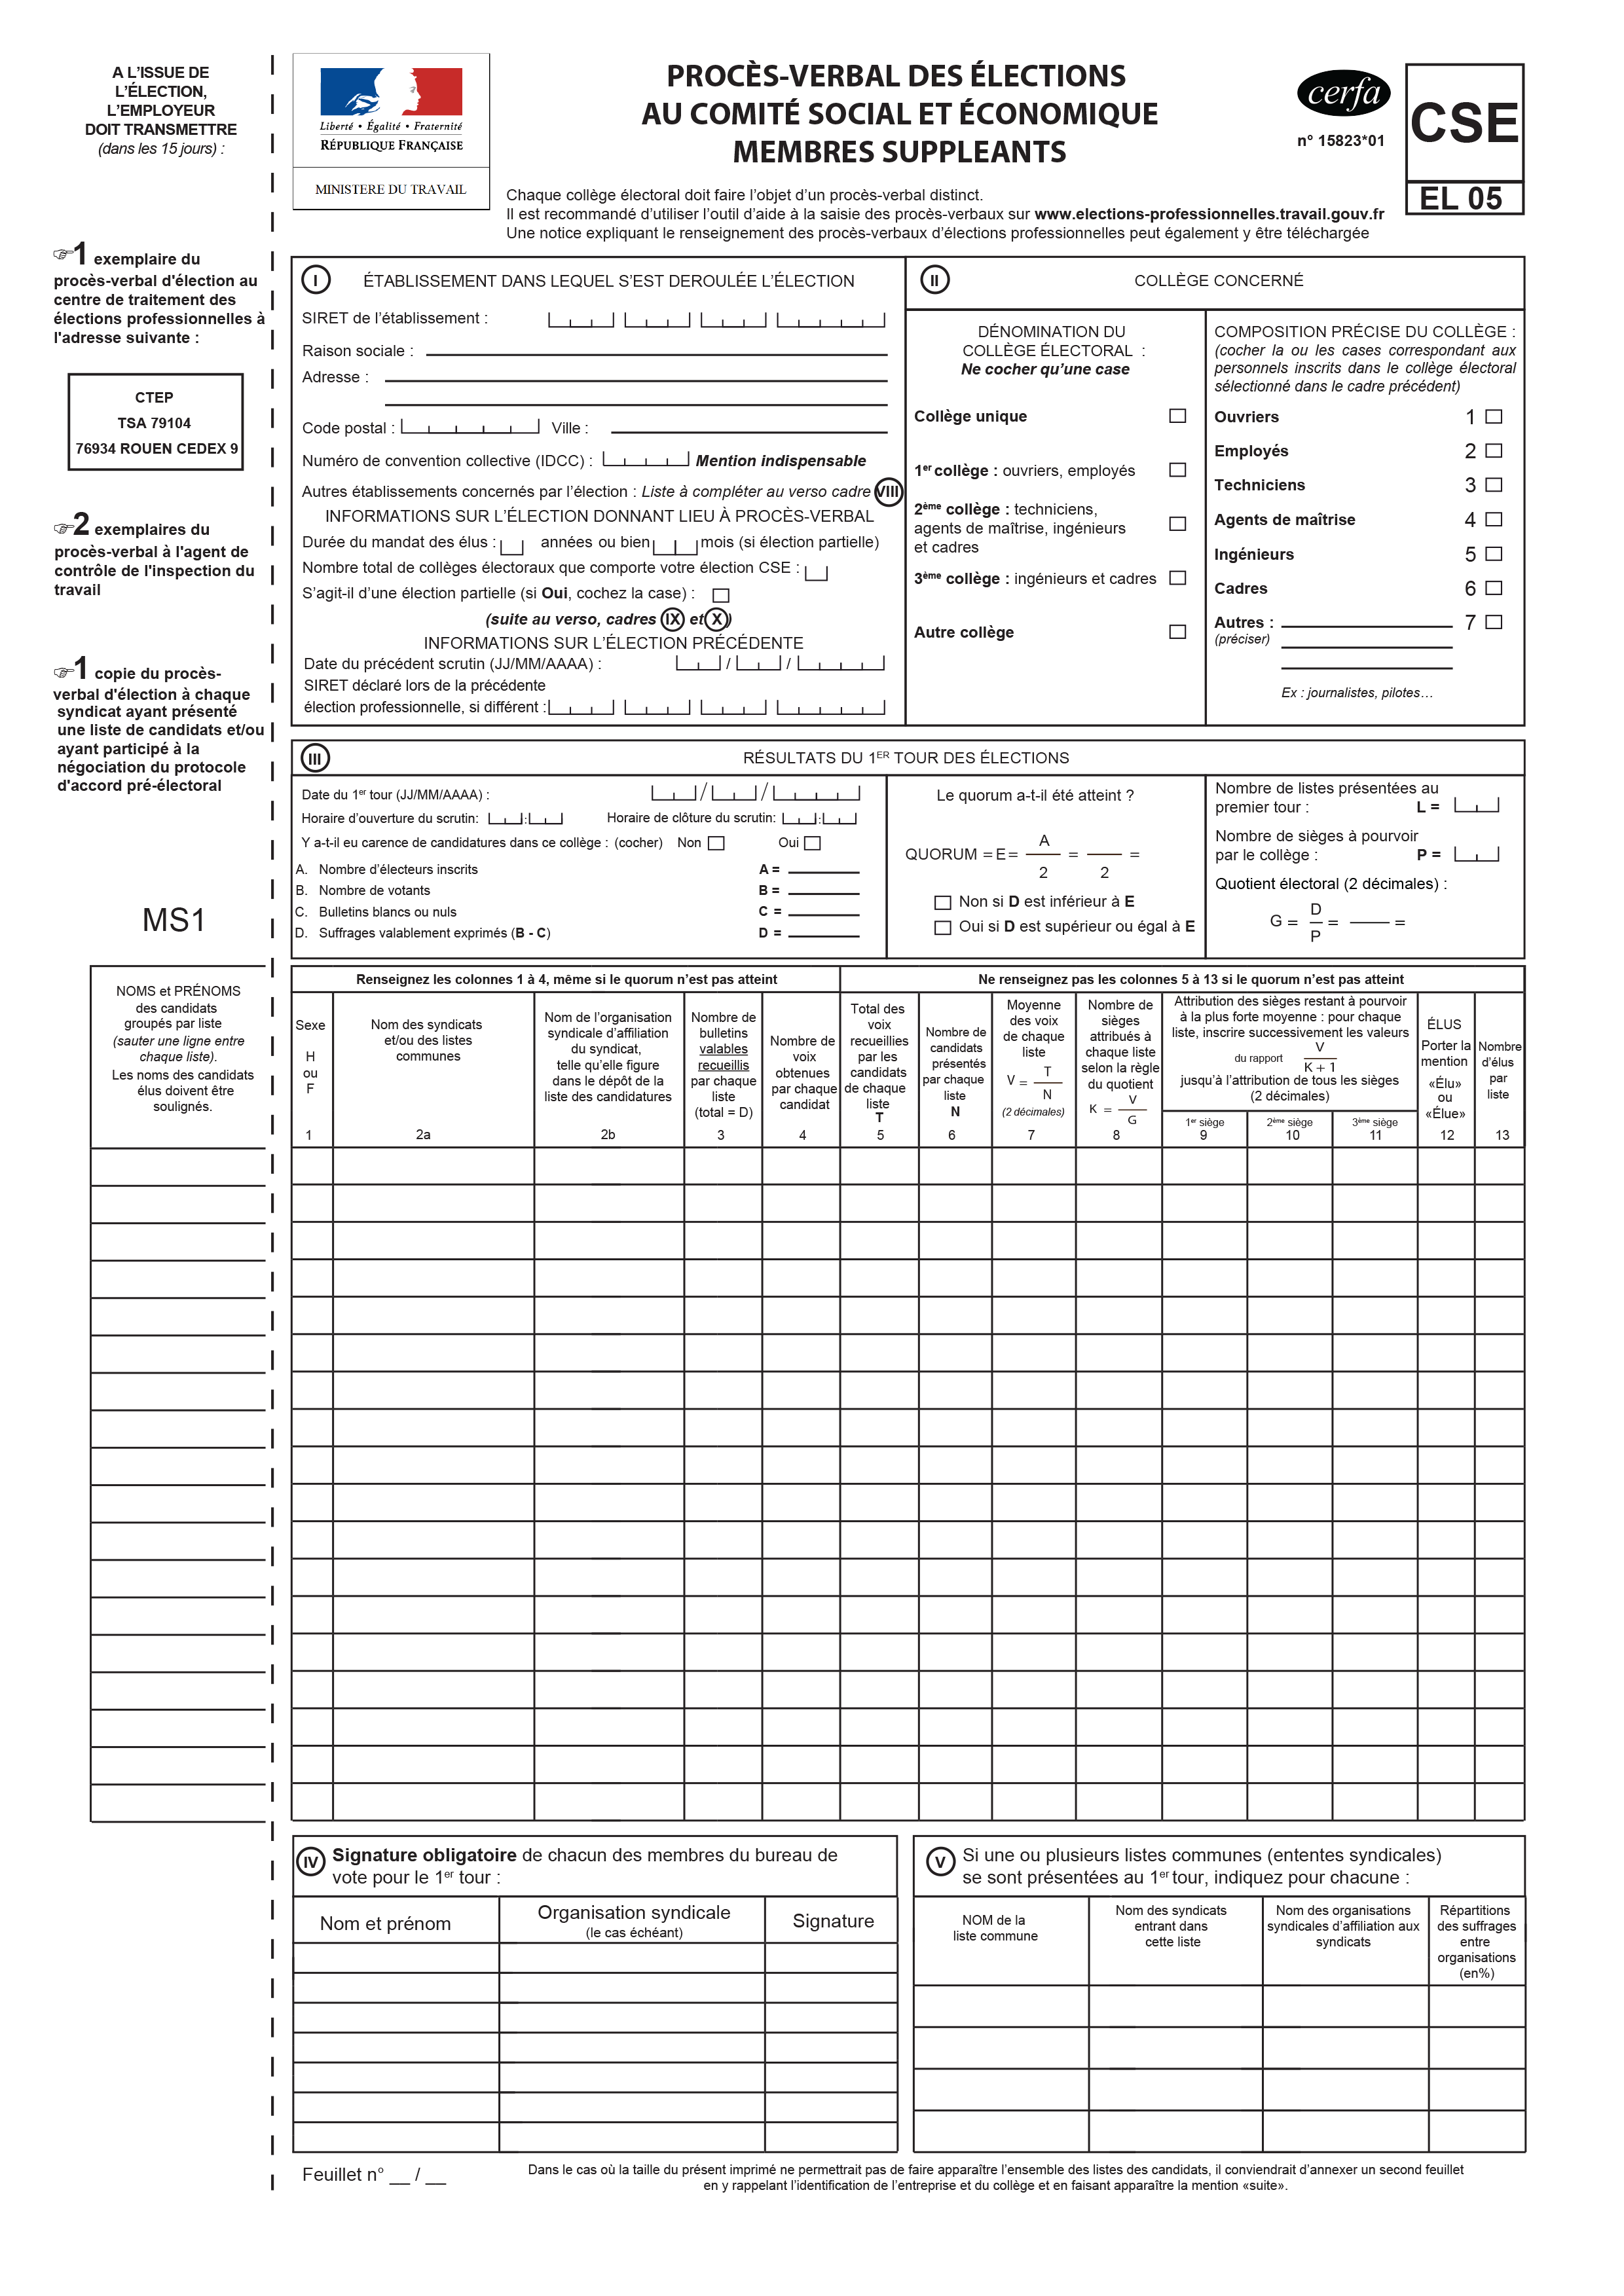 A L’ISSUE DE
L’ÉLECTION,
L’EMPLOYEUR
DOIT TRANSMETTRE
(dans les 15 jours) :
☞1 exemplaire du
procès-verbal d'élection au
centre de traitement des
élections professionnelles à
l'adresse suivante :
CTEP
TSA 79104
76934 ROUEN CEDEX 9
☞2 exemplaires du
procès-verbal à l'agent de
contrôle de l'inspection du
travail
☞1 copie du procès-
verbal d'élection à chaque
syndicat ayant présenté
une liste de candidats et/ou
ayant participé à la
négociation du protocole
d'accord pré-électoral
MS1
Liberté • Égalité • Fraternité
RÉPUBLIQUE FRANÇAISE
MINISTERE DU TRAVAIL
PROCÈS-VERBAL DES ÉLECTIONS
AU COMITÉ SOCIAL ET ÉCONOMIQUE
MEMBRES SUPPLEANTS
cerfa
n° 15823*01
CSE
EL 05
Chaque collège électoral doit faire l’objet d’un procès-verbal distinct.
Il est recommandé d’utiliser l’outil d’aide à la saisie des procès-verbaux sur www.elections-professionnelles.travail.gouv.fr
Une notice expliquant le renseignement des procès-verbaux d’élections professionnelles peut également y être téléchargée
I ÉTABLISSEMENT DANS LEQUEL S’EST DEROULÉE L’ÉLECTION
SIRET de l’établissement :
Raison sociale :
Adresse :
Code postal : Ville :
Numéro de convention collective (IDCC) : Mention indispensable
Autres établissements concernés par l’élection : Liste à compléter au verso cadre VIII
INFORMATIONS SUR L’ÉLECTION DONNANT LIEU À PROCÈS-VERBAL
Durée du mandat des élus : années ou bien mois (si élection partielle)
Nombre total de collèges électoraux que comporte votre élection CSE :
S’agit-il d’une élection partielle (si Oui, cochez la case) :
(suite au verso, cadres IX et X)
INFORMATIONS SUR L’ÉLECTION PRÉCÉDENTE
Date du précédent scrutin (JJ/MM/AAAA) : / /
SIRET déclaré lors de la précédente
élection professionnelle, si différent :
II COLLÈGE CONCERNÉ
DÉNOMINATION DU
COLLÈGE ÉLECTORAL :
Ne cocher qu’une case
Collège unique
1er collège : ouvriers, employés
2ème collège : techniciens,
agents de maîtrise, ingénieurs
et cadres
3ème collège : ingénieurs et cadres
Autre collège
COMPOSITION PRÉCISE DU COLLÈGE :
(cocher la ou les cases correspondant aux
personnels inscrits dans le collège électoral
sélectionné dans le cadre précédent)
Ouvriers 1
Employés 2
Techniciens 3
Agents de maîtrise 4
Ingénieurs 5
Cadres 6
Autres : 7
(préciser)
Ex : journalistes, pilotes…
III RÉSULTATS DU 1ER TOUR DES ÉLECTIONS
Date du 1er tour (JJ/MM/AAAA) : / /
Horaire d’ouverture du scrutin: : Horaire de clôture du scrutin: :
Y a-t-il eu carence de candidatures dans ce collège : (cocher) Non Oui
A. Nombre d’électeurs inscrits A =
B. Nombre de votants B =
C. Bulletins blancs ou nuls C =
D. Suffrages valablement exprimés (B - C) D =
Le quorum a-t-il été atteint ?
A
QUORUM = E = = =
2 2
Non si D est inférieur à E
Oui si D est supérieur ou égal à E
Nombre de listes présentées au
premier tour : L =
Nombre de sièges à pourvoir
par le collège : P =
Quotient électoral (2 décimales) :
D
G = = =
P
NOMS et PRÉNOMS
des candidats
groupés par liste
(sauter une ligne entre
chaque liste).
Les noms des candidats
élus doivent être
soulignés.
Renseignez les colonnes 1 à 4, même si le quorum n’est pas atteint
Ne renseignez pas les colonnes 5 à 13 si le quorum n’est pas atteint
Sexe
H
ou
F
1
Nom des syndicats
et/ou des listes
communes
2a
Nom de l’organisation
syndicale d’affiliation
du syndicat,
telle qu’elle figure
dans le dépôt de la
liste des candidatures
2b
Nombre de
bulletins
valables
recueillis
par chaque
liste
(total = D)
3
Nombre de
voix
obtenues
par chaque
candidat
4
Total des
voix
recueillies
par les
candidats
de chaque
liste
T
5
Nombre de
candidats
présentés
par chaque
liste
N
6
Moyenne
des voix
de chaque
liste
T
V =
N
(2 décimales)
7
Nombre de
sièges
attribués à
chaque liste
selon la règle
du quotient
V
K =
G
8
Attribution des sièges restant à pourvoir
à la plus forte moyenne : pour chaque
liste, inscrire successivement les valeurs
V
du rapport
K + 1
jusqu’à l’attribution de tous les sièges
(2 décimales)
1er siège
9
2ème siège
10
3ème siège
11
ÉLUS
Porter la
mention
«Élu»
ou
«Élue»
12
Nombre
d’élus
par
liste
13
IV Signature obligatoire de chacun des membres du bureau de
vote pour le 1er tour :
Nom et prénom
Organisation syndicale
(le cas échéant)
Signature
V Si une ou plusieurs listes communes (ententes syndicales)
se sont présentées au 1er tour, indiquez pour chacune :
NOM de la
liste commune
Nom des syndicats
entrant dans
cette liste
Nom des organisations
syndicales d’affiliation aux
syndicats
Répartitions
des suffrages
entre
organisations
(en%)
Feuillet n° __ / __
Dans le cas où la taille du présent imprimé ne permettrait pas de faire apparaître l’ensemble des listes des candidats, il conviendrait d’annexer un second feuillet
en y rappelant l’identification de l’entreprise et du collège et en faisant apparaître la mention «suite».